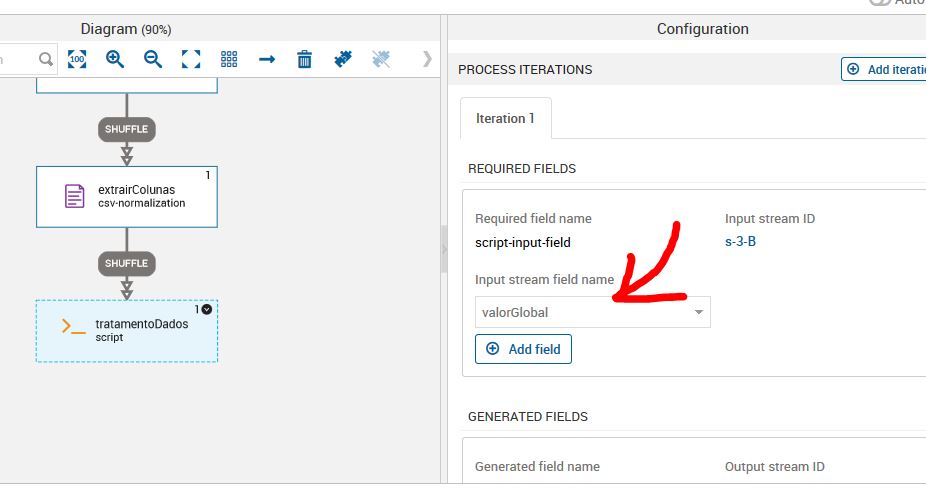 Auto
Diagram (90%)
Configuration
100
PROCESS ITERATIONS
Add iterati
SHUFFLE
Iteration 1
REQUIRED FIELDS
1
extrairColunas
csv-normalization
Required field name
Input stream ID
script-input-field
s-3-B
SHUFFLE
Input stream field name
1
tratamentoDados
script
valorGlobal
Add field
GENERATED FIELDS
Generated field name
Output stream ID